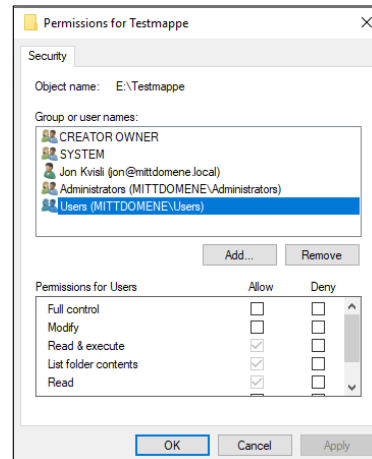 Permissions for Testmappe
Security
Object name: E:\Testmappe
Group or user names:
CREATOR OWNER
SYSTEM
Jon Kvisli (jon@mittdomene.local)
Administrators (MITTDOMENE\Administrators)
Users (MITTDOMENE\Users)
Add... Remove
Permissions for Users Allow Deny
Full control
Modify
Read & execute
List folder contents
Read
OK Cancel Apply